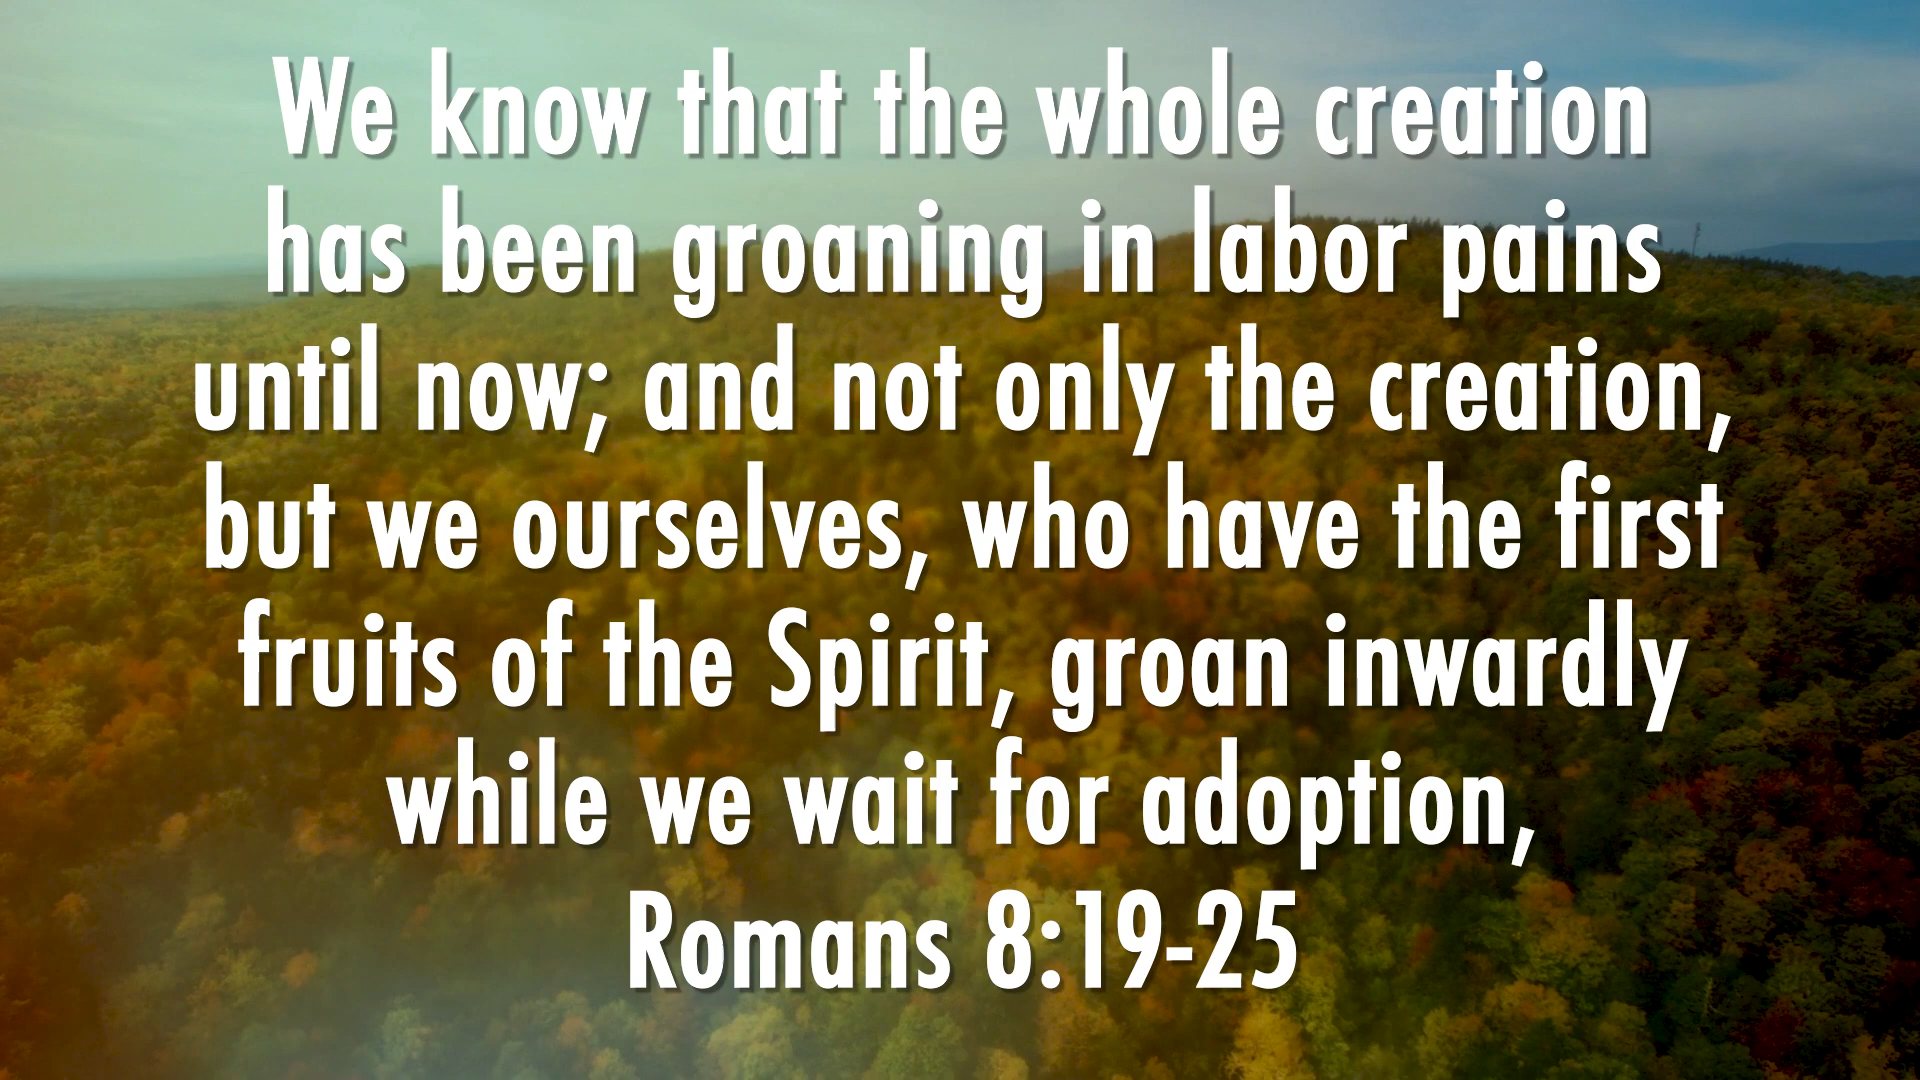 We know that the whole creation
has been groaning in labor pains
until now; and not only the creation,
but we ourselves, who have the first
fruits of the Spirit, groan inwardly
while we wait for adoption,
Romans 8:19-25